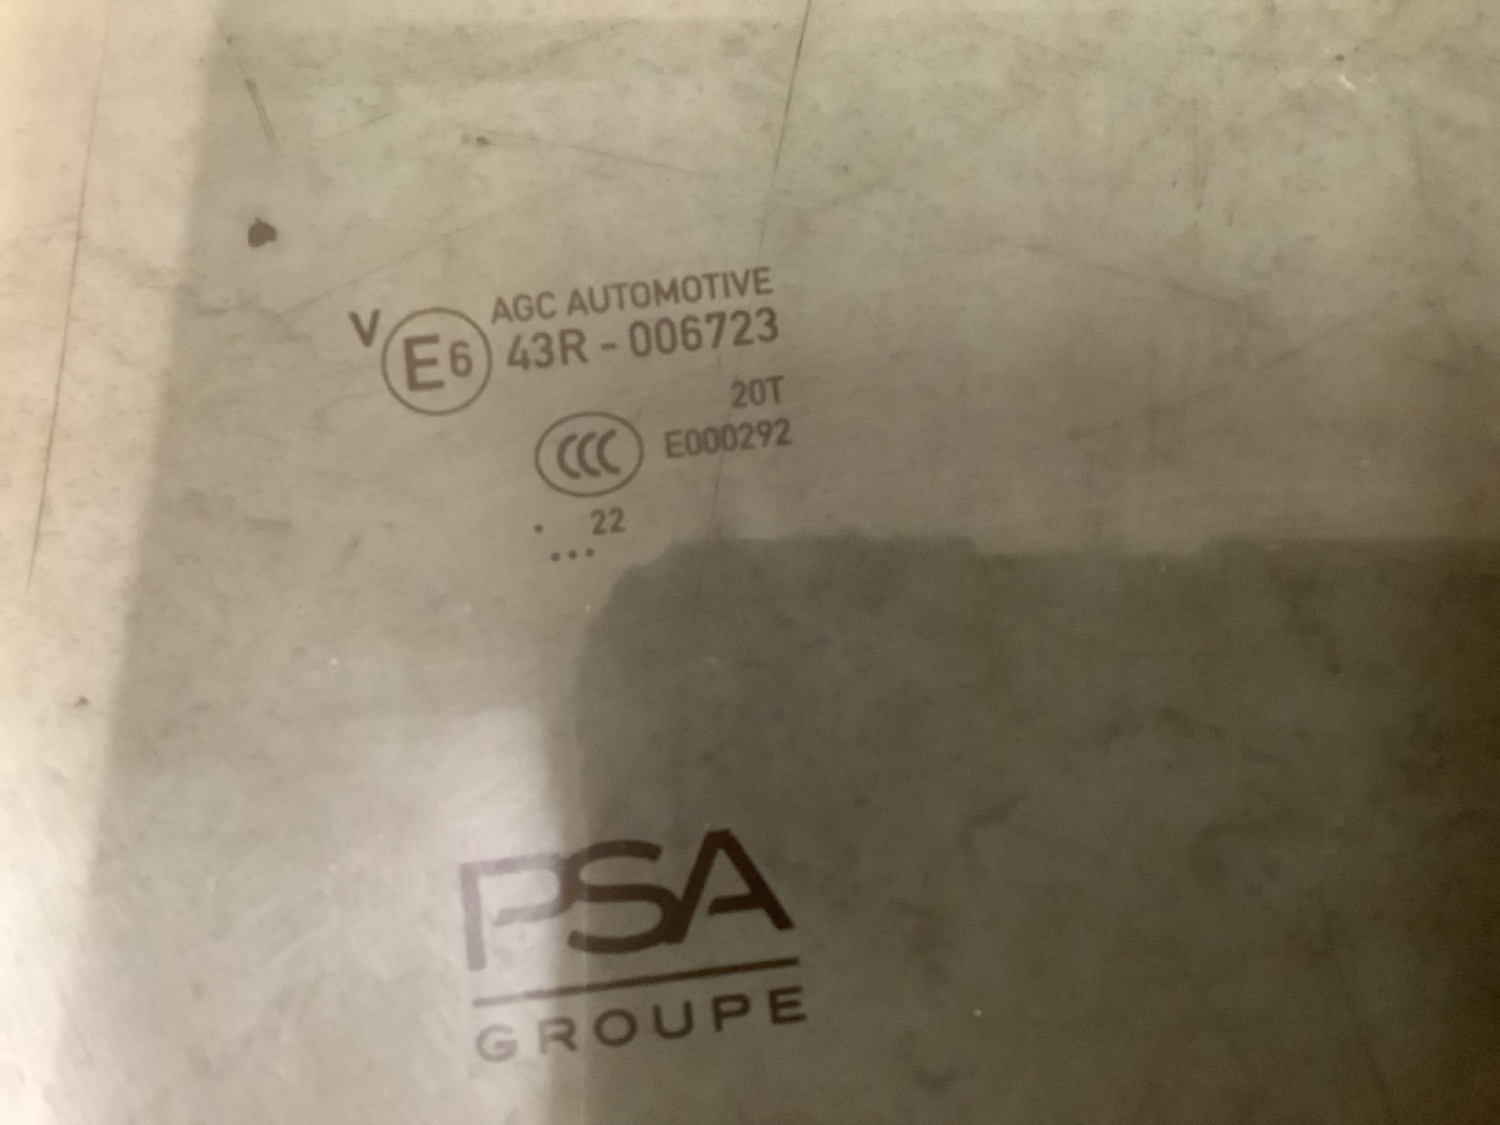 AGC AUTOMOTIVE
V E6 43R - 006723
20T
CCC E000292
. 22
...
PSA
GROUPE